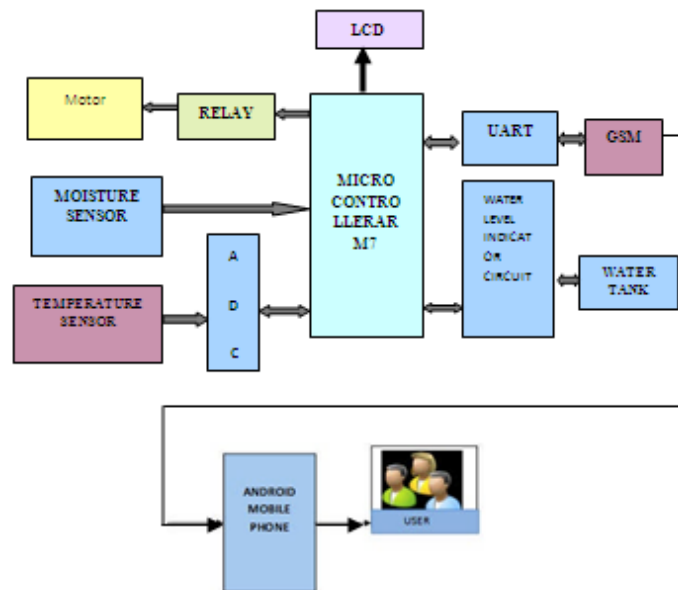 LCD
Motor
RELAY
UART
GSM
MICRO
CONTRO
LLERAR
M7
MOISTURE
SENSOR
WATER
LEVEL
INDICAT
OR
CIRCUIT
A
D
C
WATER
TANK
TEMPERATURE
SENSOR
ANDROID
MOBILE
PHONE
USER